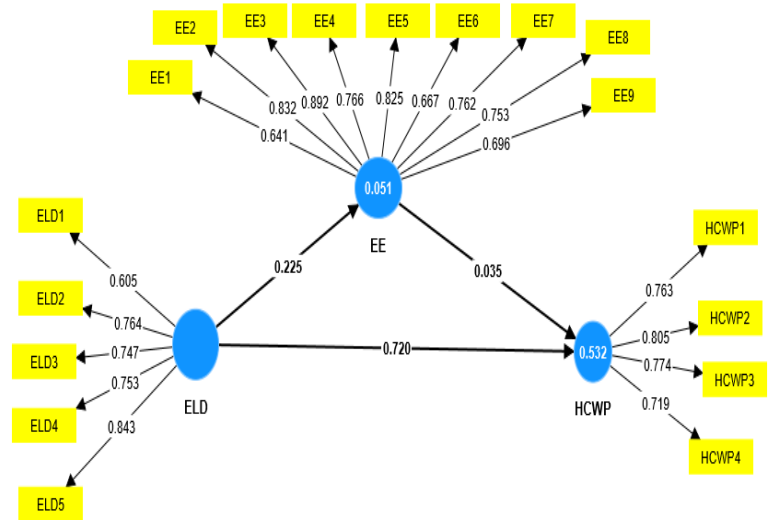 EE1
EE2
EE3
EE4
EE5
EE6
EE7
EE8
EE9
0.641
0.832
0.892
0.766
0.825
0.667
0.762
0.753
0.696
0.051
EE
ELD1
ELD2
ELD3
ELD4
ELD5
0.605
0.764
0.747
0.753
0.843
ELD
0.225
0.035
0.720
0.532
HCWP
0.763
0.805
0.774
0.719
HCWP1
HCWP2
HCWP3
HCWP4